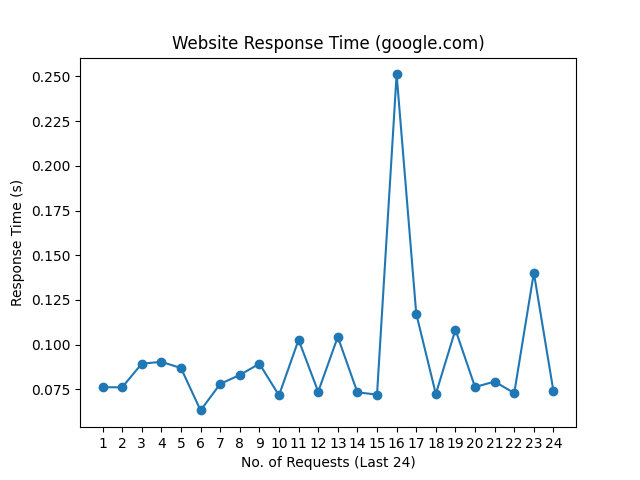 Website Response Time (google.com)
Response Time (s)
0.250
0.225
0.200
0.175
0.150
0.125
0.100
0.075
1 2 3 4 5 6 7 8 9 10 11 12 13 14 15 16 17 18 19 20 21 22 23 24
No. of Requests (Last 24)